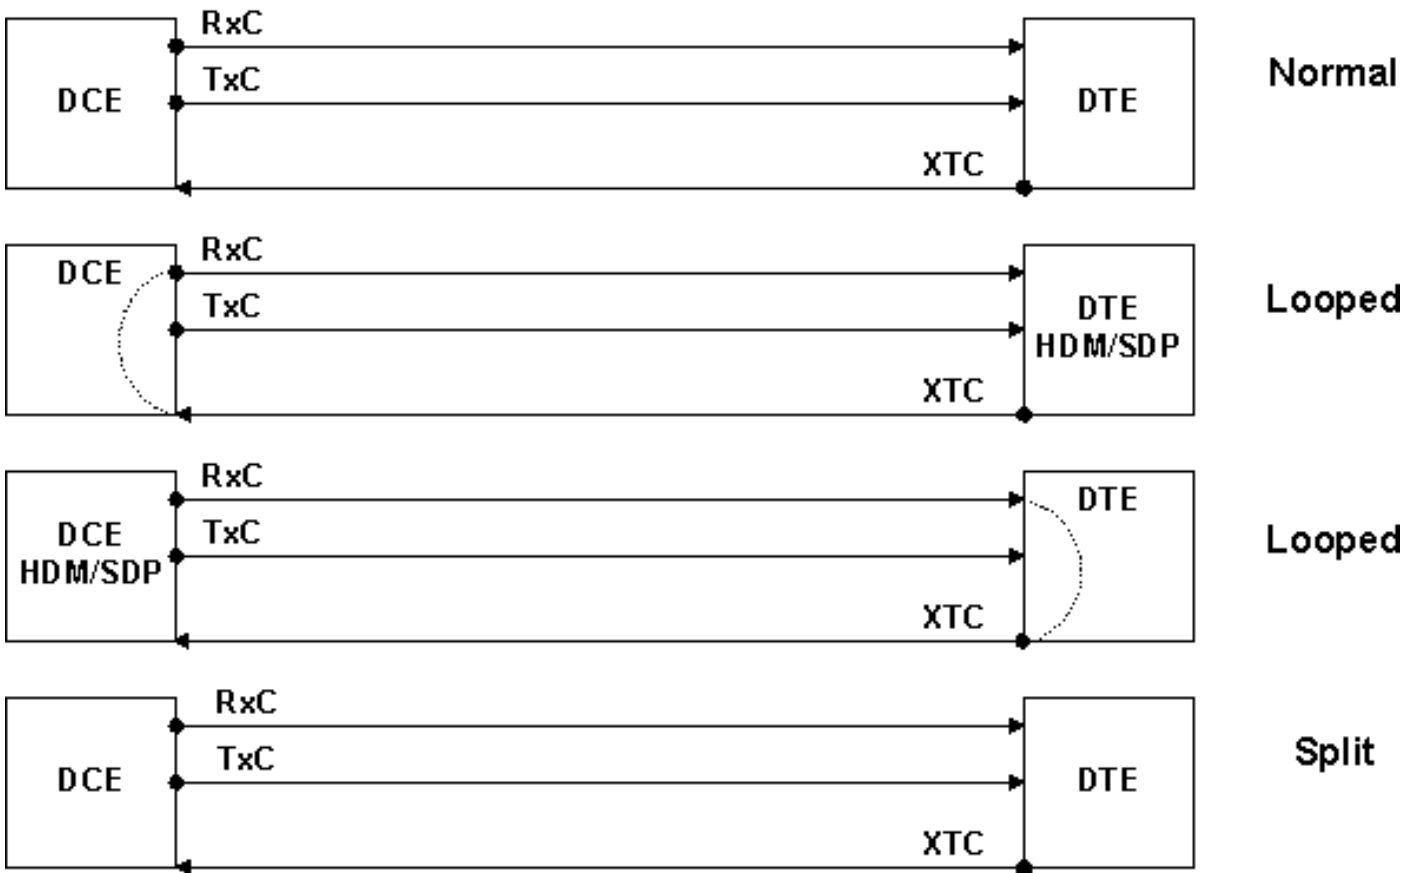 RxC
TxC
DCE
DTE
Normal
XTC
RxC
DCE
TxC
DTE
HDM/SDP
Looped
XTC
RxC
DTE
TxC
DCE
HDM/SDP
Looped
XTC
RxC
TxC
DCE
DTE
Split
XTC